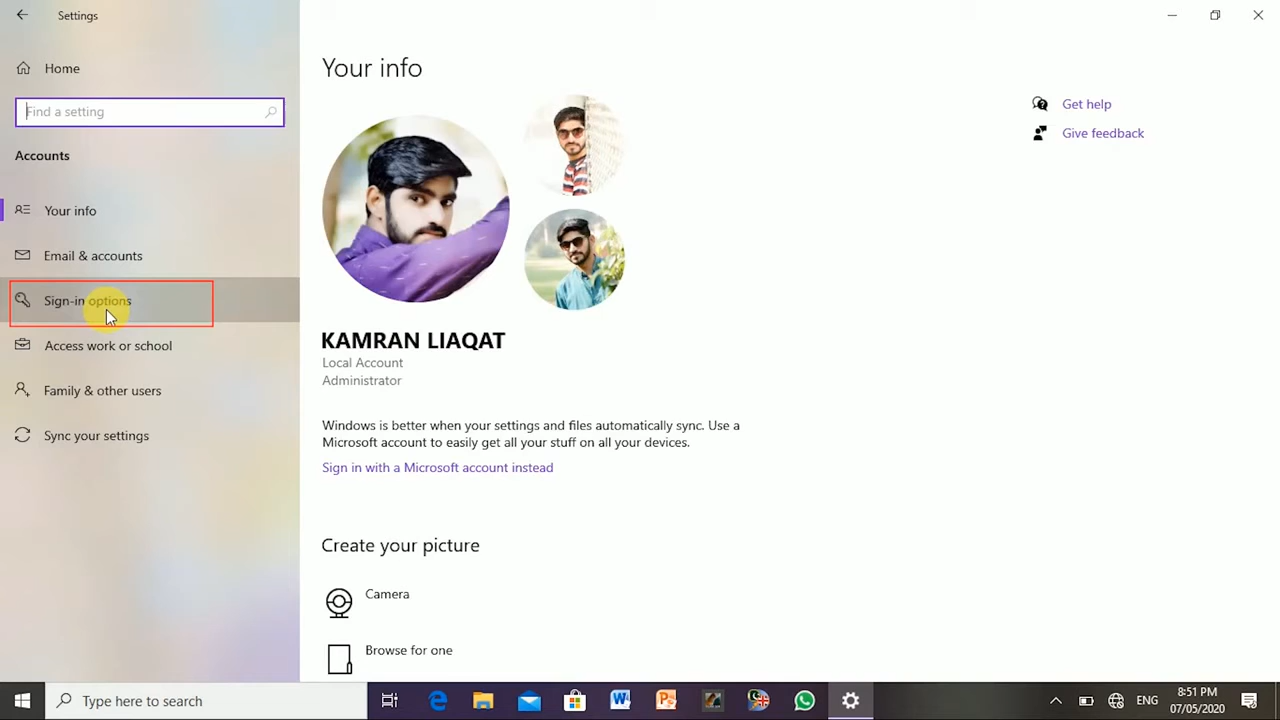 Settings
Home
Find a setting
Accounts
Your info
Email & accounts
Sign-in options
Access work or school
Family & other users
Sync your settings
Your info
KAMRAN LIAQAT
Local Account
Administrator
Windows is better when your settings and files automatically sync. Use a
Microsoft account to easily get all your stuff on all your devices.
Sign in with a Microsoft account instead
Create your picture
Camera
Browse for one
Get help
Give feedback
Type here to search
ENG
8:51 PM
07/05/2020